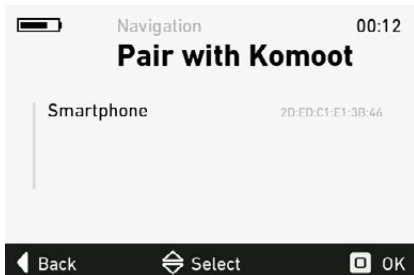 Navigation 00:12
Pair with Komoot
Smartphone 2D:ED:C1:E1:3B:46
Back Select OK